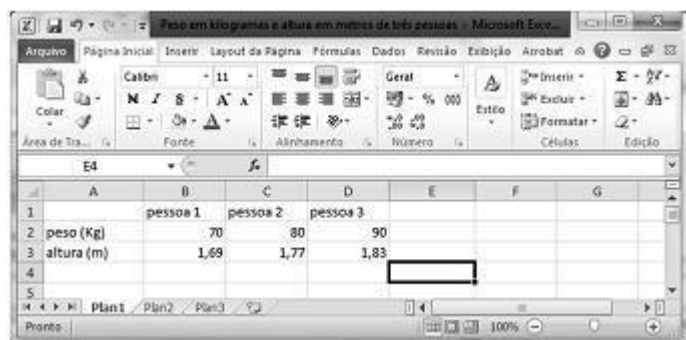 Peso em kilogramas e altura em metros de três pessoas - Microsoft Exce...
Arquivo Página Inicial Inserir Layout da Página Fórmulas Dados Revisão Exibição Acrobat
Colar
Calibri 11
N I S A A
Geral
% 000
Estilo
Inserir
Excluir
Formatar
Σ
Área de Tra... Fonte Alinhamento Número Células Edição
E4 fx
A B C D E F G
1 pessoa 1 pessoa 2 pessoa 3
2 peso (Kg) 70 80 90
3 altura (m) 1,69 1,77 1,83
4
5
Plan1 Plan2 Plan3
Pronto 100%